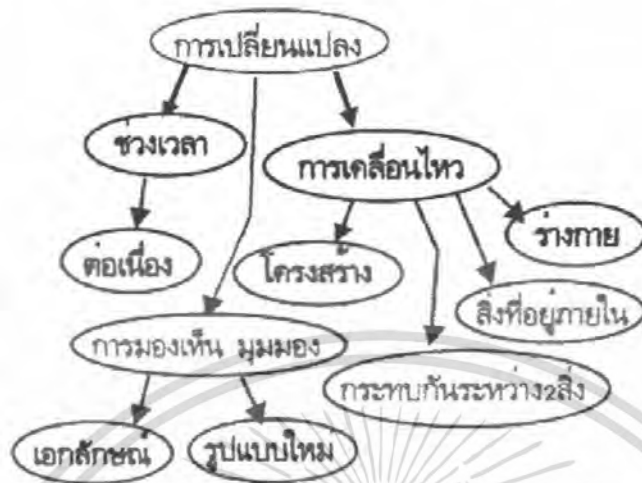 การเปลี่ยนแปลง
ช่วงเวลา
การเคลื่อนไหว
ร่างกาย
ต่อเนื่อง
โครงสร้าง
สิ่งที่อยู่ภายใน
การมองเห็น มุมมอง
กระทบกันระหว่าง2สิ่ง
เอกลักษณ์
รูปแบบใหม่